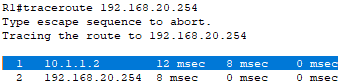 R1#traceroute 192.168.20.254
Type escape sequence to abort.
Tracing the route to 192.168.20.254
1 10.1.1.2 12 msec 8 msec 0 msec
2 192.168.20.254 8 msec 0 msec 0 msec